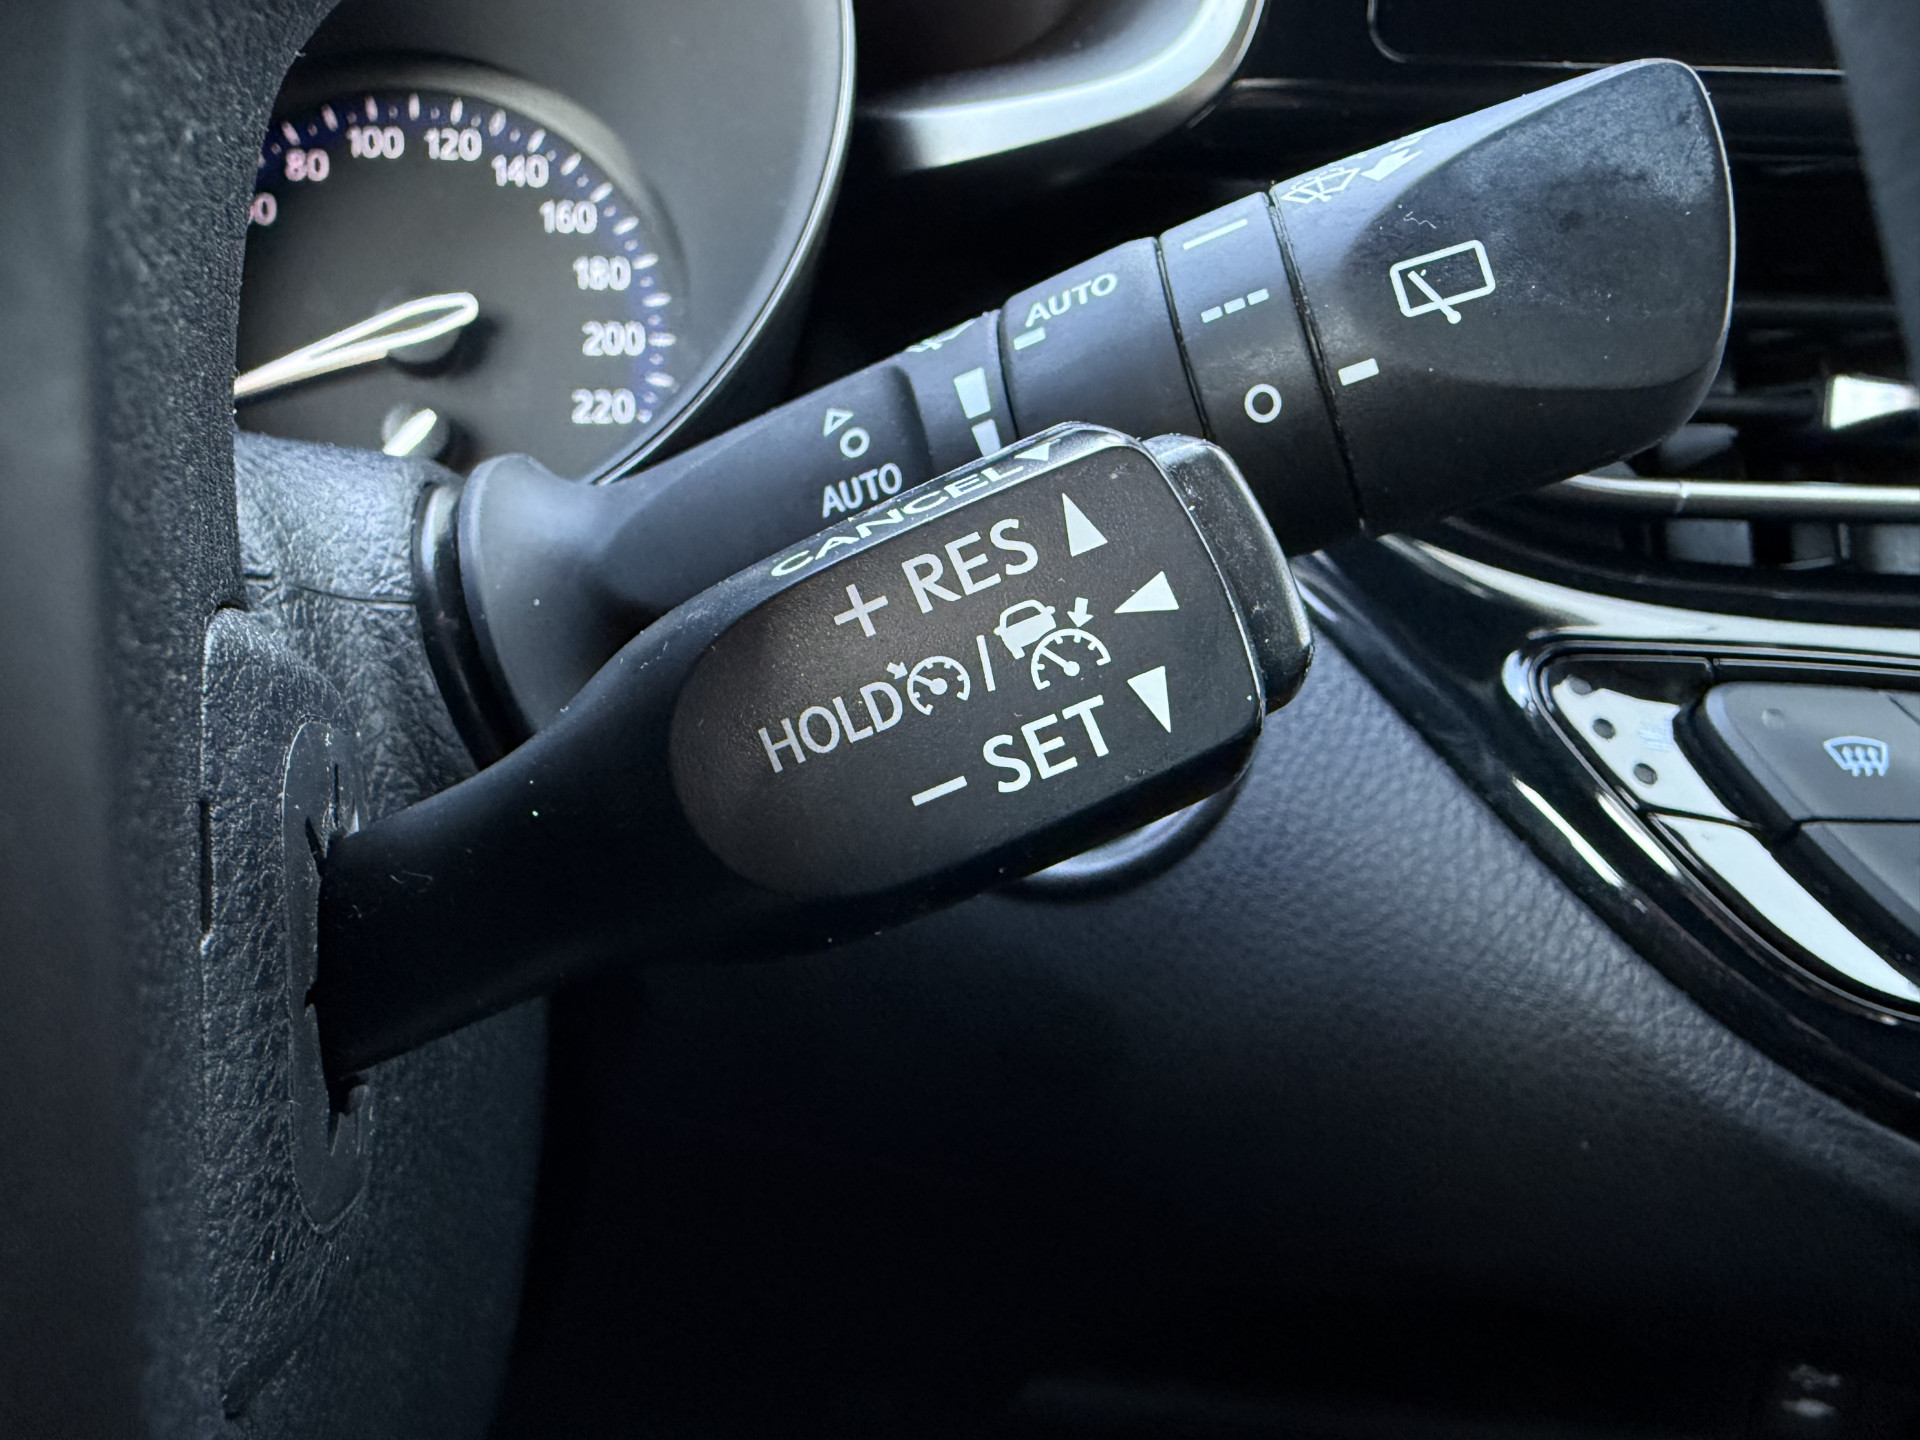 80
100
120
140
160
180
200
220
AUTO
AUTO
CANCEL
+ RES
HOLD /
– SET